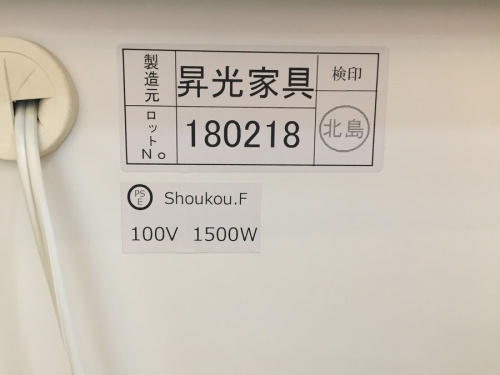 製造元 昇光家具 検印
ロットNo 180218 北島
PSE Shoukou.F
100V 1500W